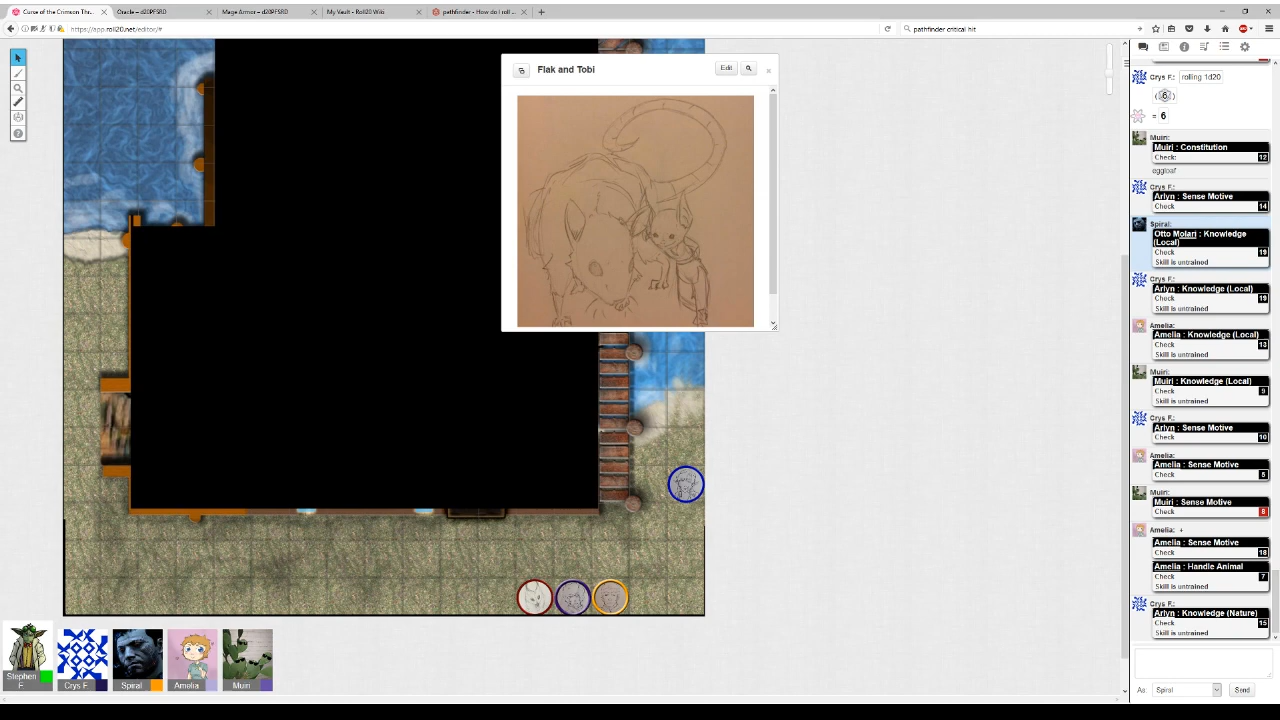 Curse of the Crimson Thr...
Oracle – d20PFSRD
Mage Armor – d20PFSRD
My Vault - Roll20 Wiki
pathfinder - How do I roll ...
https://app.roll20.net/editor/#
pathfinder critical hit
Flak and Tobi
Edit
Crys F.: rolling 1d20
(6)
= 6
Muiri:
Muiri : Constitution
Check: 12
eggloaf
Crys F.:
Arlyn : Sense Motive
Check 14
Spiral:
Otto Molari : Knowledge
(Local)
Check 19
Skill is untrained
Crys F.:
Arlyn : Knowledge (Local)
Check 19
Skill is untrained
Amelia:
Amelia : Knowledge (Local)
Check 13
Skill is untrained
Muiri:
Muiri : Knowledge (Local)
Check 9
Skill is untrained
Crys F.:
Arlyn : Sense Motive
Check 10
Amelia:
Amelia : Sense Motive
Check 5
Muiri:
Muiri : Sense Motive
Check 8
Amelia: +
Amelia : Sense Motive
Check 18
Amelia : Handle Animal
Check 7
Skill is untrained
Crys F.:
Arlyn : Knowledge (Nature)
Check 15
Skill is untrained
Stephen
F.
Crys F.
Spiral
Amelia
Muiri
As: Spiral
Send